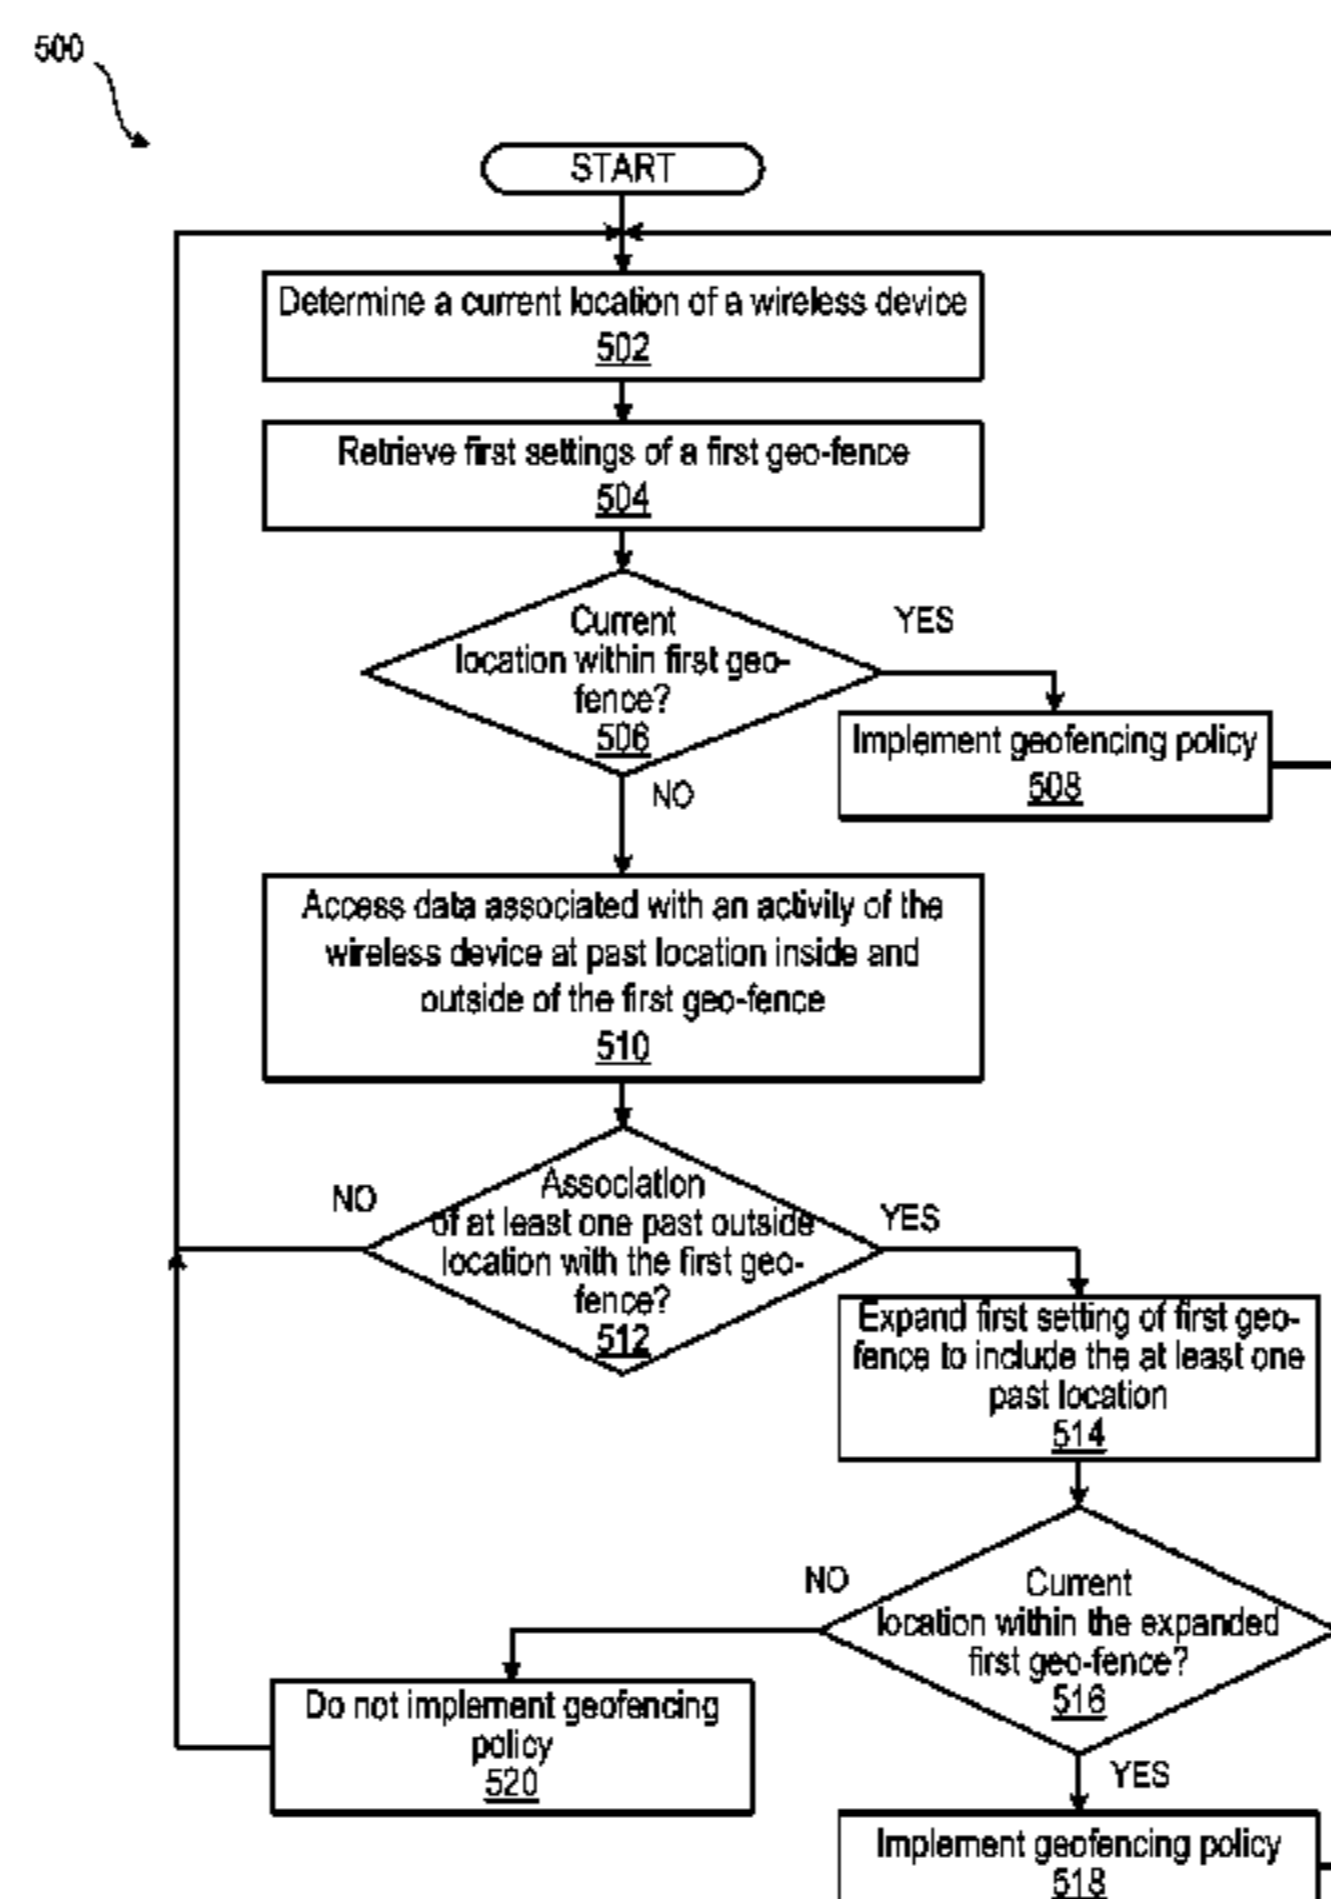 500
START
Determine a current location of a wireless device
502
Retrieve first settings of a first geo-fence
504
Current
location within first geo-
fence?
506
YES
NO
Implement geofencing policy
508
Access data associated with an activity of the
wireless device at past location inside and
outside of the first geo-fence
510
NO
Association
of at least one past outside
location with the first geo-
fence?
512
YES
Expand first setting of first geo-
fence to include the at least one
past location
514
NO
Current
location within the expanded
first geo-fence?
516
YES
Do not implement geofencing
policy
520
Implement geofencing policy
518